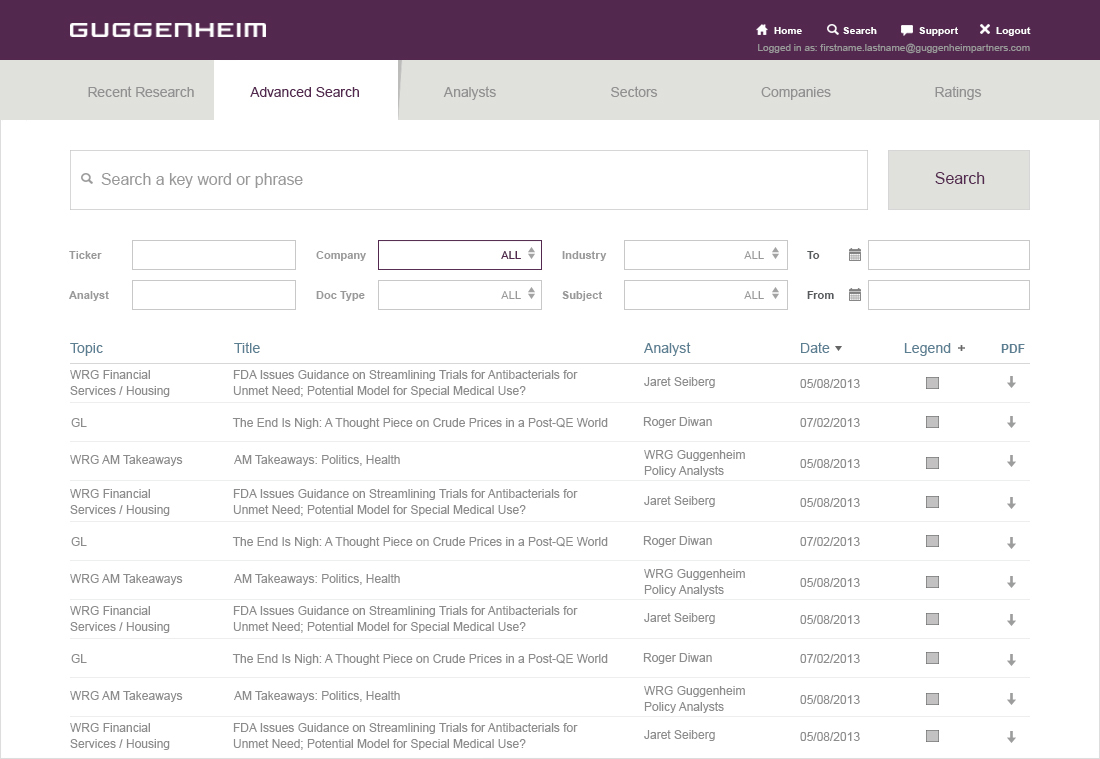 GUGGENHEIM
Home Search Support Logout
Logged in as: firstname.lastname@guggenheimpartners.com
Recent Research Advanced Search Analysts Sectors Companies Ratings
Search a key word or phrase Search
Ticker Company ALL Industry ALL To
Analyst Doc Type ALL Subject ALL From
Topic Title Analyst Date Legend + PDF
WRG Financial Services / Housing
FDA Issues Guidance on Streamlining Trials for Antibacterials for
Unmet Need; Potential Model for Special Medical Use?
Jaret Seiberg 05/08/2013
GL The End Is Nigh: A Thought Piece on Crude Prices in a Post-QE World Roger Diwan 07/02/2013
WRG AM Takeaways AM Takeaways: Politics, Health
WRG Guggenheim
Policy Analysts
05/08/2013
WRG Financial
Services / Housing
FDA Issues Guidance on Streamlining Trials for Antibacterials for
Unmet Need; Potential Model for Special Medical Use?
Jaret Seiberg 05/08/2013
GL The End Is Nigh: A Thought Piece on Crude Prices in a Post-QE World Roger Diwan 07/02/2013
WRG AM Takeaways AM Takeaways: Politics, Health
WRG Guggenheim
Policy Analysts
05/08/2013
WRG Financial
Services / Housing
FDA Issues Guidance on Streamlining Trials for Antibacterials for
Unmet Need; Potential Model for Special Medical Use?
Jaret Seiberg 05/08/2013
GL The End Is Nigh: A Thought Piece on Crude Prices in a Post-QE World Roger Diwan 07/02/2013
WRG AM Takeaways AM Takeaways: Politics, Health
WRG Guggenheim
Policy Analysts
05/08/2013
WRG Financial
Services / Housing
FDA Issues Guidance on Streamlining Trials for Antibacterials for
Unmet Need; Potential Model for Special Medical Use?
Jaret Seiberg 05/08/2013